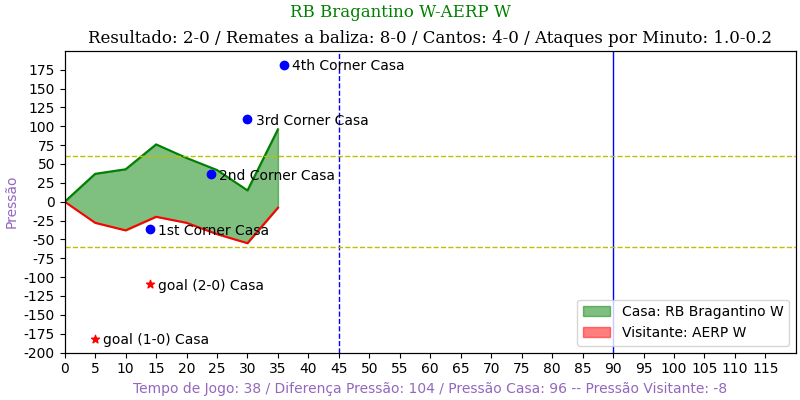 RB Bragantino W-AERP W
Resultado: 2-0 / Remates a baliza: 8-0 / Cantos: 4-0 / Ataques por Minuto: 1.0-0.2
Pressão
175
150
125
100
75
50
25
0
-25
-50
-75
-100
-125
-150
-175
-200
4th Corner Casa
3rd Corner Casa
2nd Corner Casa
1st Corner Casa
goal (2-0) Casa
goal (1-0) Casa
Casa: RB Bragantino W
Visitante: AERP W
0 5 10 15 20 25 30 35 40 45 50 55 60 65 70 75 80 85 90 95 100 105 110 115
Tempo de Jogo: 38 / Diferença Pressão: 104 / Pressão Casa: 96 -- Pressão Visitante: -8